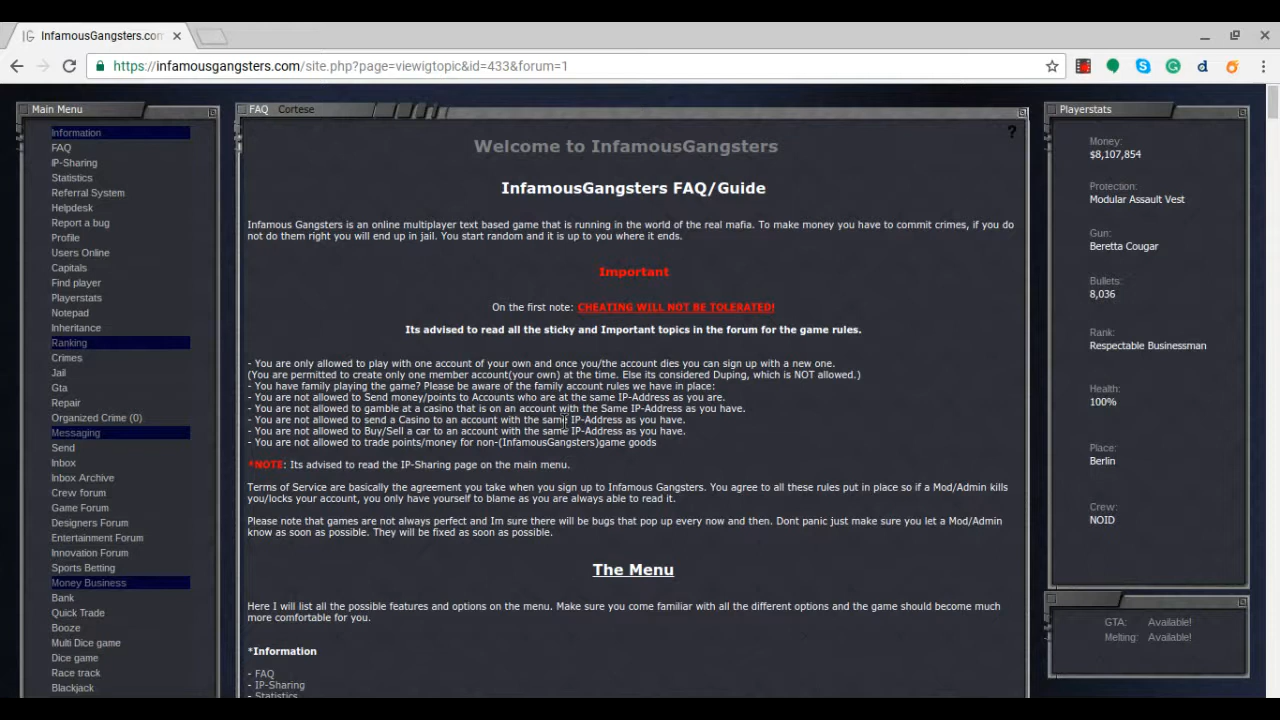 InfamousGangsters.com
https://infamousgangsters.com/site.php?page=viewigtopic&id=433&forum=1
Main Menu
Information
FAQ
IP-Sharing
Statistics
Referral System
Helpdesk
Report a bug
Profile
Users Online
Capitals
Find player
Playerstats
Notepad
Inheritance
Ranking
Crimes
Jail
Gta
Repair
Organized Crime (0)
Messaging
Send
Inbox
Inbox Archive
Crew forum
Game Forum
Designers Forum
Entertainment Forum
Innovation Forum
Sports Betting
Money Business
Bank
Quick Trade
Booze
Multi Dice game
Dice game
Race track
Blackjack
FAQ Cortese
?
Welcome to InfamousGangsters
InfamousGangsters FAQ/Guide
Infamous Gangsters is an online multiplayer text based game that is running in the world of the real mafia. To make money you have to commit crimes, if you do
not do them right you will end up in jail. You start random and it is up to you where it ends.
Important
On the first note: CHEATING WILL NOT BE TOLERATED!
Its advised to read all the sticky and Important topics in the forum for the game rules.
- You are only allowed to play with one account of your own and once you/the account dies you can sign up with a new one.
(You are permitted to create only one member account(your own) at the time. Else its considered Duping, which is NOT allowed.)
- You have family playing the game? Please be aware of the family account rules we have in place:
- You are not allowed to Send money/points to Accounts who are at the same IP-Address as you are.
- You are not allowed to gamble at a casino that is on an account with the Same IP-Address as you have.
- You are not allowed to send a Casino to an account with the same IP-Address as you have.
- You are not allowed to Buy/Sell a car to an account with the same IP-Address as you have.
- You are not allowed to trade points/money for non-(InfamousGangsters)game goods
*NOTE: Its advised to read the IP-Sharing page on the main menu.
Terms of Service are basically the agreement you take when you sign up to Infamous Gangsters. You agree to all these rules put in place so if a Mod/Admin kills
you/locks your account, you only have yourself to blame as you are always able to read it.
Please note that games are not always perfect and Im sure there will be bugs that pop up every now and then. Dont panic just make sure you let a Mod/Admin
know as soon as possible. They will be fixed as soon as possible.
The Menu
Here I will list all the possible features and options on the menu. Make sure you come familiar with all the different options and the game should become much
more comfortable for you.
*Information
- FAQ
- IP-Sharing
- Statistics
Playerstats
Money:
$8,107,854
Protection:
Modular Assault Vest
Gun:
Beretta Cougar
Bullets:
8,036
Rank:
Respectable Businessman
Health:
100%
Place:
Berlin
Crew:
NOID
GTA: Available!
Melting: Available!